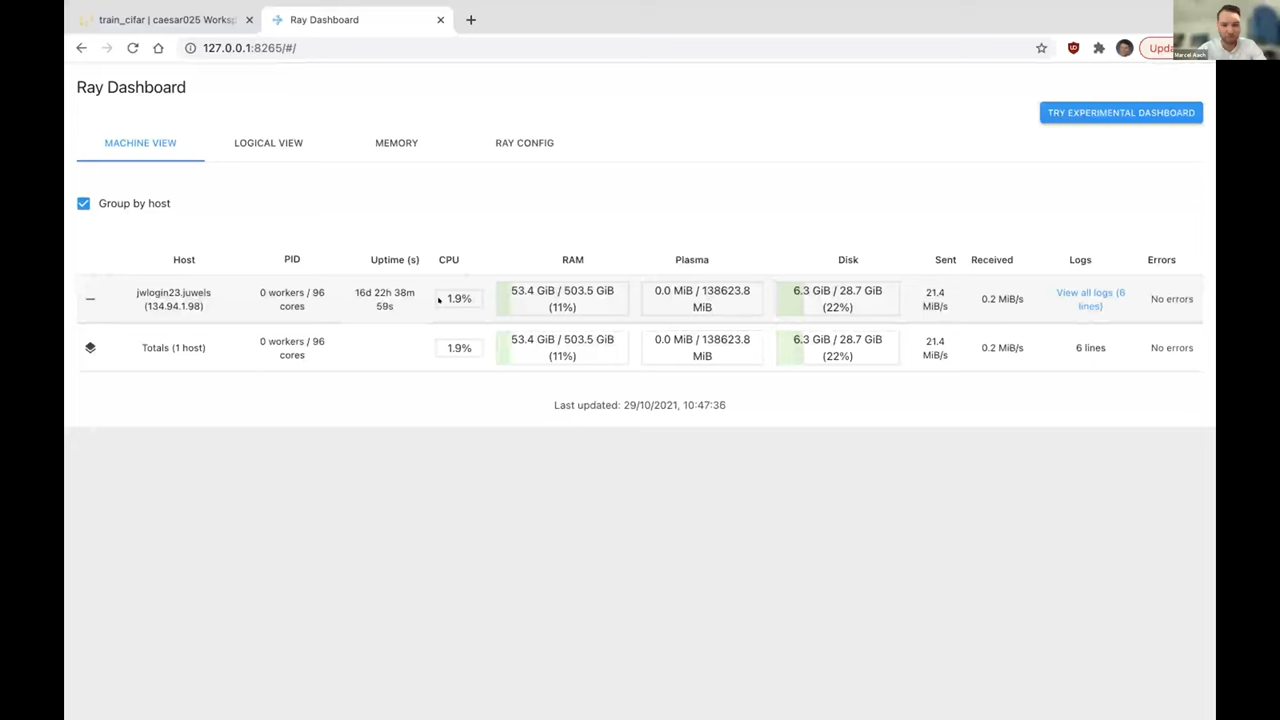 train_cifar | caesar025 Worksp
Ray Dashboard
127.0.0.1:8265/#/
Upda
Marcel Aach
Ray Dashboard
TRY EXPERIMENTAL DASHBOARD
MACHINE VIEW
LOGICAL VIEW
MEMORY
RAY CONFIG
Group by host
Host PID Uptime (s) CPU RAM Plasma Disk Sent Received Logs Errors
jwlogin23.juwels
(134.94.1.98)
0 workers / 96
cores
16d 22h 38m
59s
1.9%
53.4 GiB / 503.5 GiB
(11%)
0.0 MiB / 138623.8
MiB
6.3 GiB / 28.7 GiB
(22%)
21.4
MiB/s
0.2 MiB/s
View all logs (6
lines)
No errors
Totals (1 host)
0 workers / 96
cores
1.9%
53.4 GiB / 503.5 GiB
(11%)
0.0 MiB / 138623.8
MiB
6.3 GiB / 28.7 GiB
(22%)
21.4
MiB/s
0.2 MiB/s
6 lines
No errors
Last updated: 29/10/2021, 10:47:36